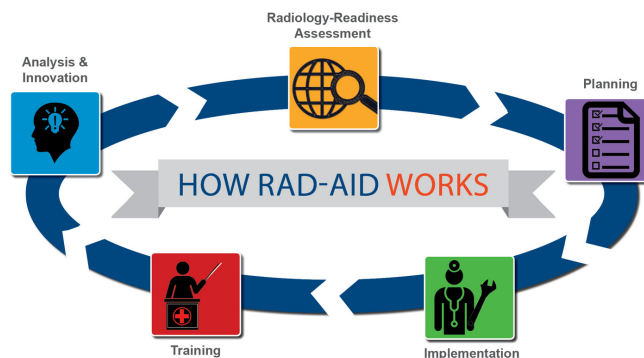 Radiology-Readiness
Assessment
Analysis &
Innovation
Planning
HOW RAD-AID WORKS
Training
Implementation